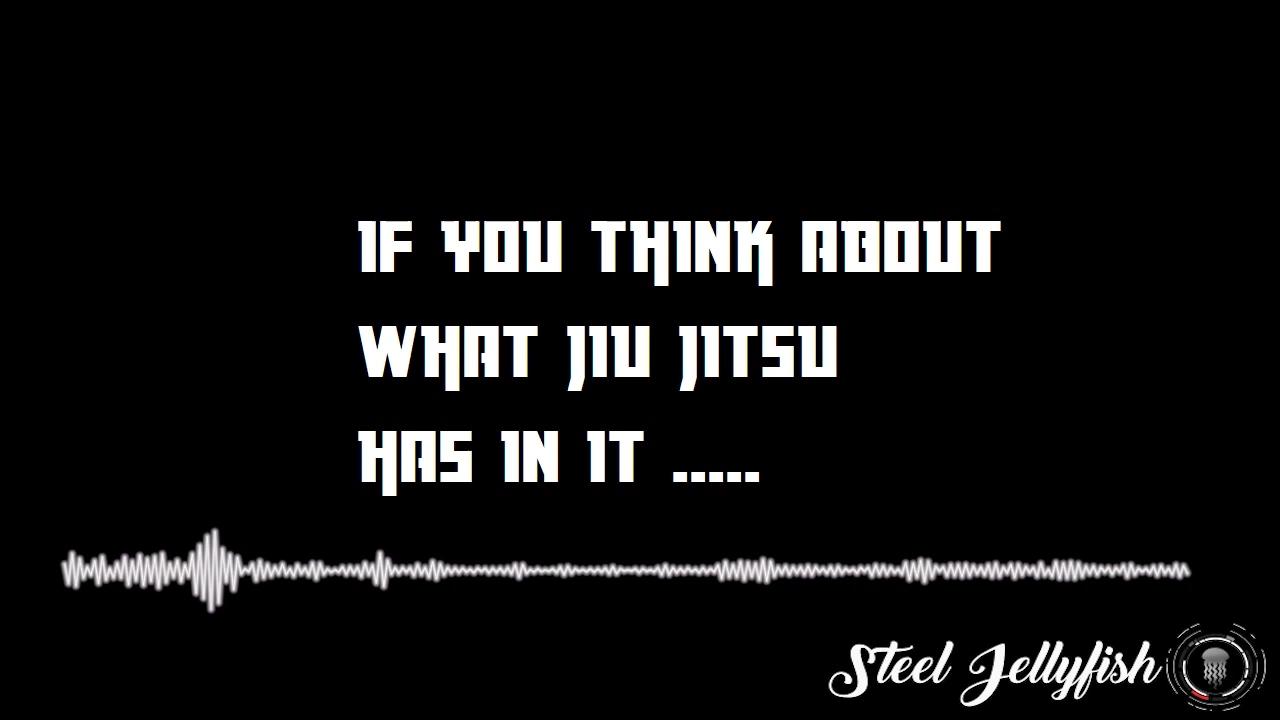 IF YOU THINK ABOUT
WHAT JIU JITSU
HAS IN IT .....
Steel Jellyfish